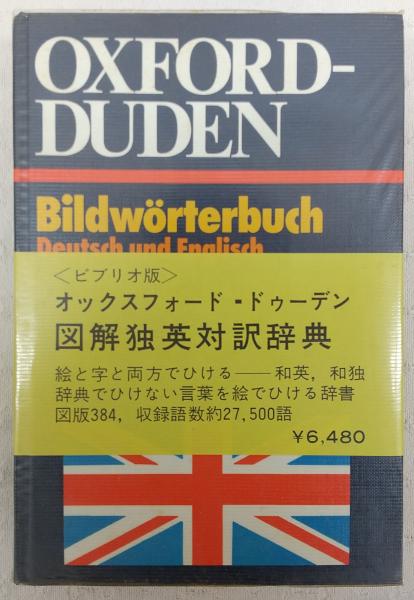 OXFORD-
DUDEN
Bildwörterbuch
Deutsch und Englisch
＜ビブリオ版＞
オックスフォード＝ドゥーデン
図解独英対訳辞典
絵と字と両方でひける――和英，和独
辞典でひけない言葉を絵でひける辞書
図版384，収録語数約27,500語
¥6,480